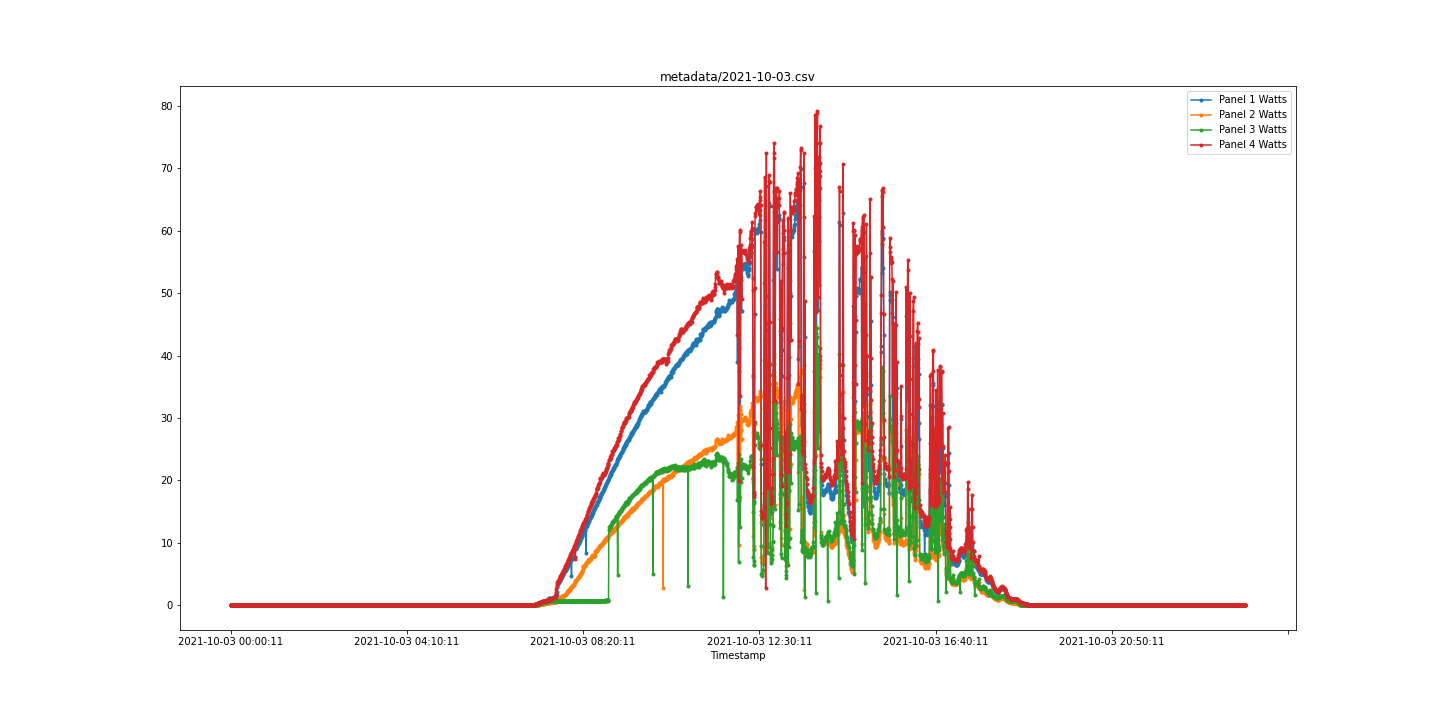 metadata/2021-10-03.csv
Panel 1 Watts
Panel 2 Watts
Panel 3 Watts
Panel 4 Watts
80
70
60
50
40
30
20
10
0
2021-10-03 00:00:11
2021-10-03 04:10:11
2021-10-03 08:20:11
2021-10-03 12:30:11
2021-10-03 16:40:11
2021-10-03 20:50:11
Timestamp